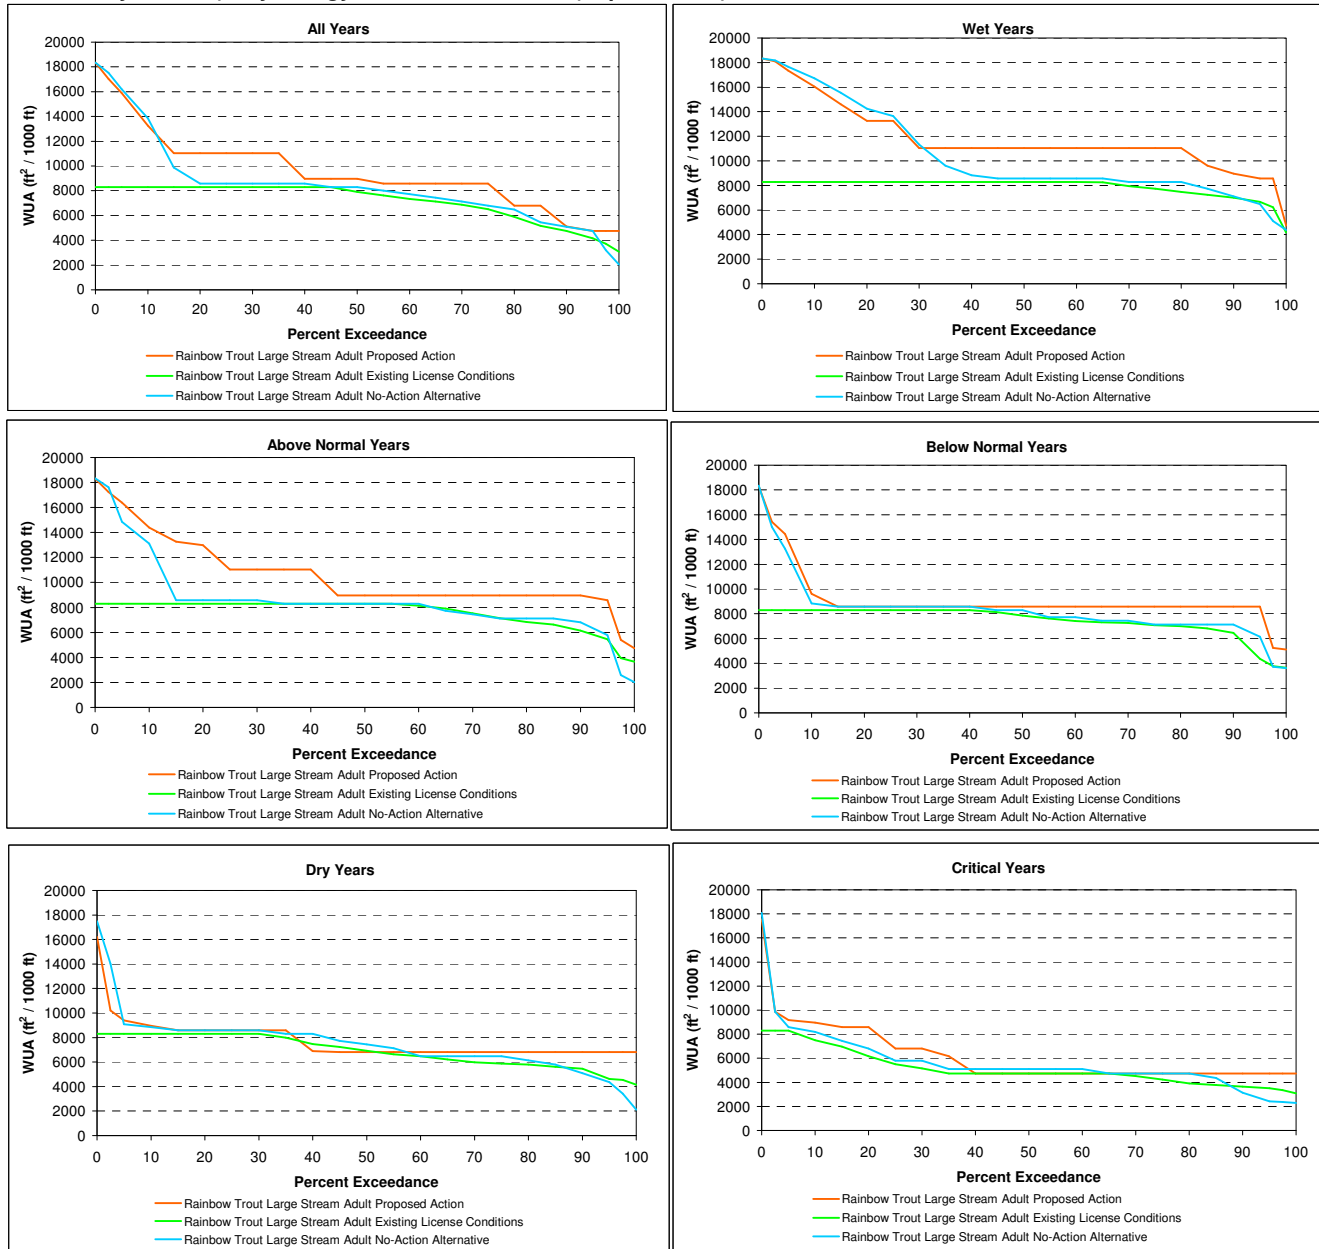 All Years
WUA (ft² / 1000 ft)
20000
18000
16000
14000
12000
10000
8000
6000
4000
2000
0
0 10 20 30 40 50 60 70 80 90 100
Percent Exceedance
Rainbow Trout Large Stream Adult Proposed Action
Rainbow Trout Large Stream Adult Existing License Conditions
Rainbow Trout Large Stream Adult No-Action Alternative
Wet Years
WUA (ft² / 1000 ft)
20000
18000
16000
14000
12000
10000
8000
6000
4000
2000
0
0 10 20 30 40 50 60 70 80 90 100
Percent Exceedance
Rainbow Trout Large Stream Adult Proposed Action
Rainbow Trout Large Stream Adult Existing License Conditions
Rainbow Trout Large Stream Adult No-Action Alternative
Above Normal Years
WUA (ft² / 1000 ft)
20000
18000
16000
14000
12000
10000
8000
6000
4000
2000
0
0 10 20 30 40 50 60 70 80 90 100
Percent Exceedance
Rainbow Trout Large Stream Adult Proposed Action
Rainbow Trout Large Stream Adult Existing License Conditions
Rainbow Trout Large Stream Adult No-Action Alternative
Below Normal Years
WUA (ft² / 1000 ft)
20000
18000
16000
14000
12000
10000
8000
6000
4000
2000
0
0 10 20 30 40 50 60 70 80 90 100
Percent Exceedance
Rainbow Trout Large Stream Adult Proposed Action
Rainbow Trout Large Stream Adult Existing License Conditions
Rainbow Trout Large Stream Adult No-Action Alternative
Dry Years
WUA (ft² / 1000 ft)
20000
18000
16000
14000
12000
10000
8000
6000
4000
2000
0
0 10 20 30 40 50 60 70 80 90 100
Percent Exceedance
Rainbow Trout Large Stream Adult Proposed Action
Rainbow Trout Large Stream Adult Existing License Conditions
Rainbow Trout Large Stream Adult No-Action Alternative
Critical Years
WUA (ft² / 1000 ft)
20000
18000
16000
14000
12000
10000
8000
6000
4000
2000
0
0 10 20 30 40 50 60 70 80 90 100
Percent Exceedance
Rainbow Trout Large Stream Adult Proposed Action
Rainbow Trout Large Stream Adult Existing License Conditions
Rainbow Trout Large Stream Adult No-Action Alternative